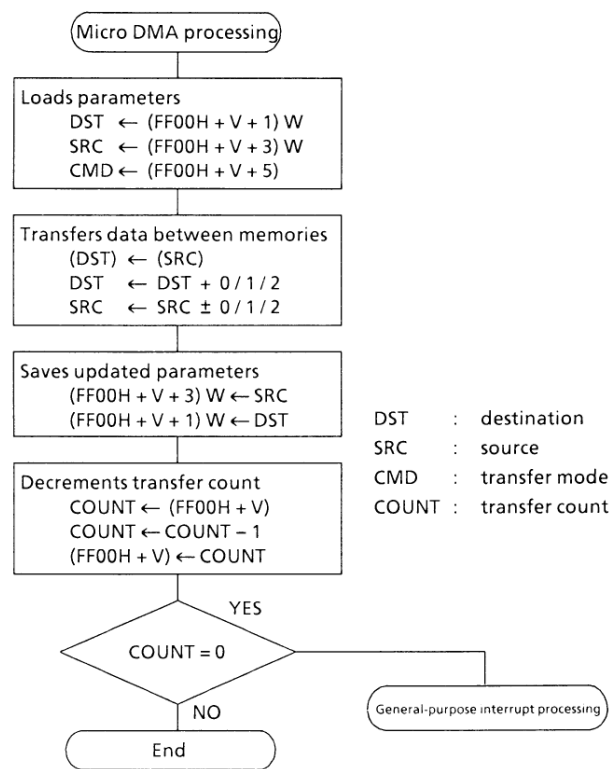 Micro DMA processing
Loads parameters
DST ← (FF00H + V + 1) W
SRC ← (FF00H + V + 3) W
CMD ← (FF00H + V + 5)
Transfers data between memories
(DST) ← (SRC)
DST ← DST + 0 / 1 / 2
SRC ← SRC ± 0 / 1 / 2
Saves updated parameters
(FF00H + V + 3) W ← SRC
(FF00H + V + 1) W ← DST
Decrements transfer count
COUNT ← (FF00H + V)
COUNT ← COUNT – 1
(FF00H + V) ← COUNT
DST : destination
SRC : source
CMD : transfer mode
COUNT : transfer count
YES
COUNT = 0
NO
General-purpose interrupt processing
End